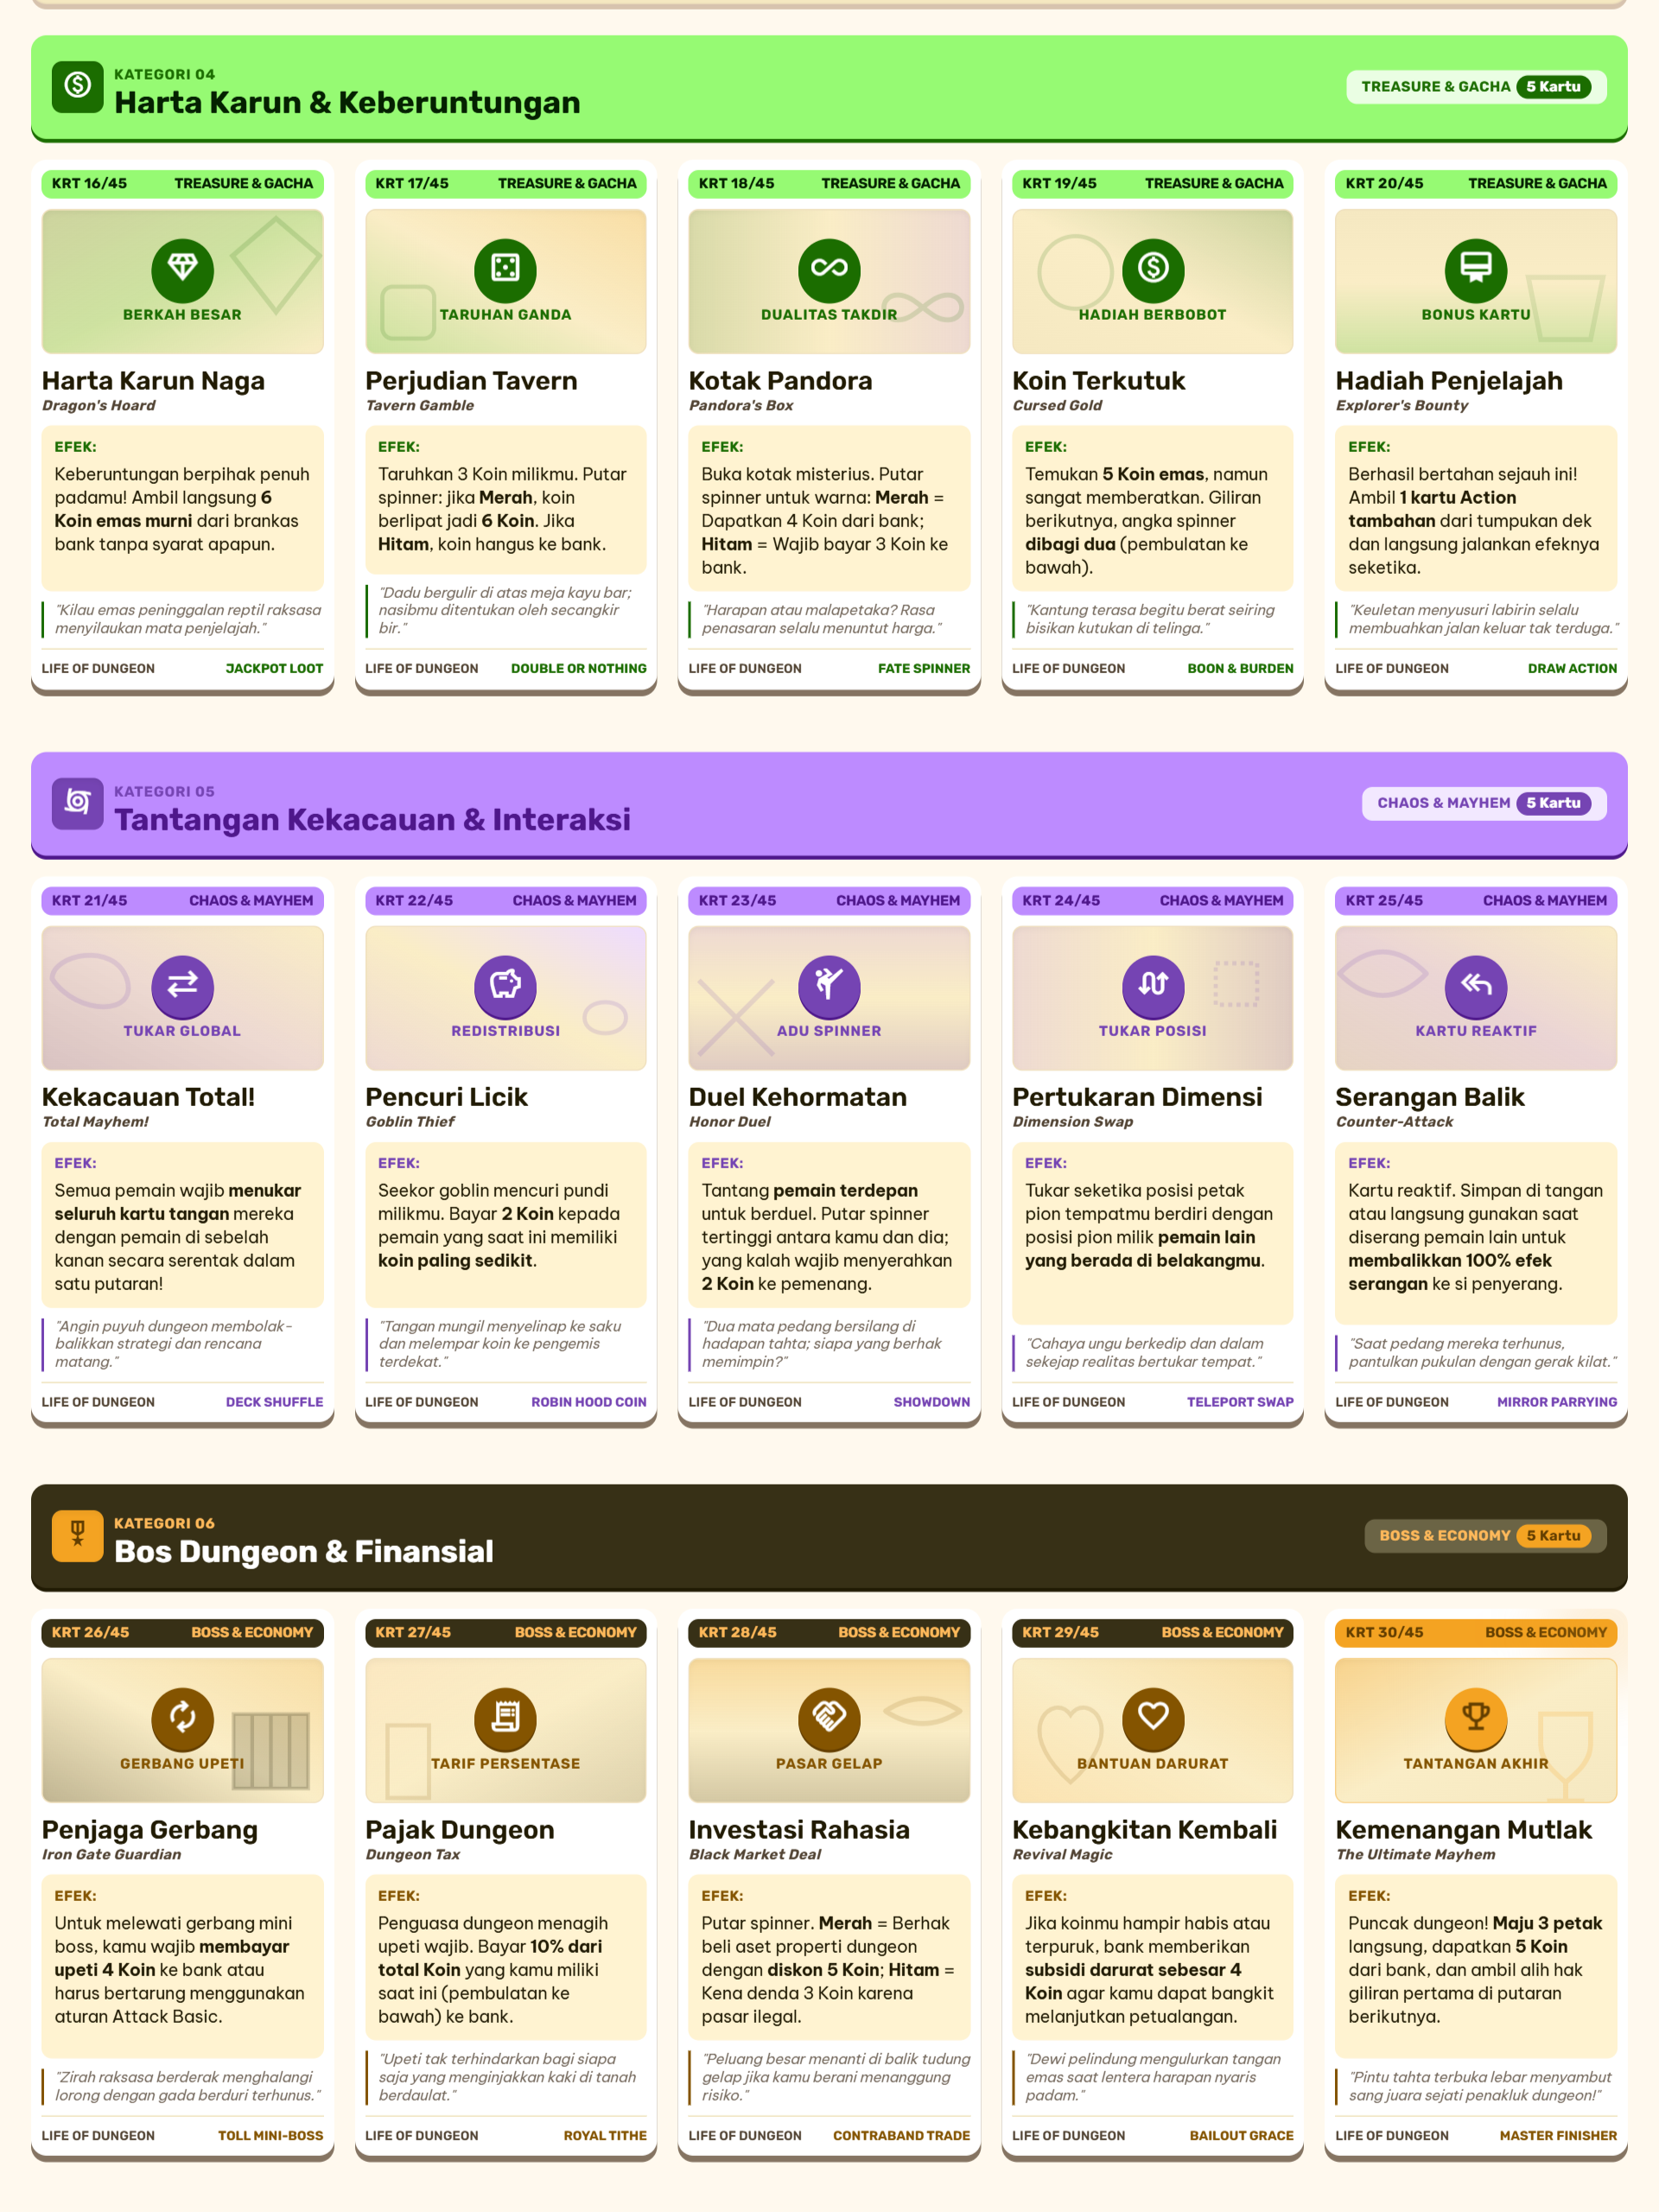 KATEGORI 04
Harta Karun & Keberuntungan
TREASURE & GACHA 5 Kartu
KRT 16/45 TREASURE & GACHA
BERKAH BESAR
Harta Karun Naga
Dragon's Hoard
EFEK:
Keberuntungan berpihak penuh
padamu! Ambil langsung 6
Koin emas murni dari brankas
bank tanpa syarat apapun.
"Kilau emas peninggalan reptil raksasa
menyilaukan mata penjelajah."
LIFE OF DUNGEON JACKPOT LOOT
KRT 17/45 TREASURE & GACHA
TARUHAN GANDA
Perjudian Tavern
Tavern Gamble
EFEK:
Taruhkan 3 Koin milikmu. Putar
spinner: jika Merah, koin
berlipat jadi 6 Koin. Jika
Hitam, koin hangus ke bank.
"Dadu bergulir di atas meja kayu bar;
nasibmu ditentukan oleh secangkir
bir."
LIFE OF DUNGEON DOUBLE OR NOTHING
KRT 18/45 TREASURE & GACHA
DUALITAS TAKDIR
Kotak Pandora
Pandora's Box
EFEK:
Buka kotak misterius. Putar
spinner untuk warna: Merah =
Dapatkan 4 Koin dari bank;
Hitam = Wajib bayar 3 Koin ke
bank.
"Harapan atau malapetaka? Rasa
penasaran selalu menuntut harga."
LIFE OF DUNGEON FATE SPINNER
KRT 19/45 TREASURE & GACHA
HADIAH BERBOBOT
Koin Terkutuk
Cursed Gold
EFEK:
Temukan 5 Koin emas, namun
sangat memberatkan. Giliran
berikutnya, angka spinner
dibagi dua (pembulatan ke
bawah).
"Kantung terasa begitu berat seiring
bisikan kutukan di telinga."
LIFE OF DUNGEON BOON & BURDEN
KRT 20/45 TREASURE & GACHA
BONUS KARTU
Hadiah Penjelajah
Explorer's Bounty
EFEK:
Berhasil bertahan sejauh ini!
Ambil 1 kartu Action
tambahan dari tumpukan dek
dan langsung jalankan efeknya
seketika.
"Keuletan menyusuri labirin selalu
membuahkan jalan keluar tak terduga."
LIFE OF DUNGEON DRAW ACTION
KATEGORI 05
Tantangan Kekacauan & Interaksi
CHAOS & MAYHEM 5 Kartu
KRT 21/45 CHAOS & MAYHEM
TUKAR GLOBAL
Kekacauan Total!
Total Mayhem!
EFEK:
Semua pemain wajib menukar
seluruh kartu tangan mereka
dengan pemain di sebelah
kanan secara serentak dalam
satu putaran!
"Angin puyuh dungeon membolak-
balikkan strategi dan rencana
matang."
LIFE OF DUNGEON DECK SHUFFLE
KRT 22/45 CHAOS & MAYHEM
REDISTRIBUSI
Pencuri Licik
Goblin Thief
EFEK:
Seekor goblin mencuri pundi
milikmu. Bayar 2 Koin kepada
pemain yang saat ini memiliki
koin paling sedikit.
"Tangan mungil menyelinap ke saku
dan melempar koin ke pengemis
terdekat."
LIFE OF DUNGEON ROBIN HOOD COIN
KRT 23/45 CHAOS & MAYHEM
ADU SPINNER
Duel Kehormatan
Honor Duel
EFEK:
Tantang pemain terdepan
untuk berduel. Putar spinner
tertinggi antara kamu dan dia;
yang kalah wajib menyerahkan
2 Koin ke pemenang.
"Dua mata pedang bersilang di
hadapan tahta; siapa yang berhak
memimpin?"
LIFE OF DUNGEON SHOWDOWN
KRT 24/45 CHAOS & MAYHEM
TUKAR POSISI
Pertukaran Dimensi
Dimension Swap
EFEK:
Tukar seketika posisi petak
pion tempatmu berdiri dengan
posisi pion milik pemain lain
yang berada di belakangmu.
"Cahaya ungu berkedip dan dalam
sekejap realitas bertukar tempat."
LIFE OF DUNGEON TELEPORT SWAP
KRT 25/45 CHAOS & MAYHEM
KARTU REAKTIF
Serangan Balik
Counter-Attack
EFEK:
Kartu reaktif. Simpan di tangan
atau langsung gunakan saat
diserang pemain lain untuk
membalikkan 100% efek
serangan ke si penyerang.
"Saat pedang mereka terhunus,
pantulkan pukulan dengan gerak kilat."
LIFE OF DUNGEON MIRROR PARRYING
KATEGORI 06
Bos Dungeon & Finansial
BOSS & ECONOMY 5 Kartu
KRT 26/45 BOSS & ECONOMY
GERBANG UPETI
Penjaga Gerbang
Iron Gate Guardian
EFEK:
Untuk melewati gerbang mini
boss, kamu wajib membayar
upeti 4 Koin ke bank atau
harus bertarung menggunakan
aturan Attack Basic.
"Zirah raksasa berderak menghalangi
lorong dengan gada berduri terhunus."
LIFE OF DUNGEON TOLL MINI-BOSS
KRT 27/45 BOSS & ECONOMY
TARIF PERSENTASE
Pajak Dungeon
Dungeon Tax
EFEK:
Penguasa dungeon menagih
upeti wajib. Bayar 10% dari
total Koin yang kamu miliki
saat ini (pembulatan ke
bawah) ke bank.
"Upeti tak terhindarkan bagi siapa
saja yang menginjakkan kaki di tanah
berdaulat."
LIFE OF DUNGEON ROYAL TITHE
KRT 28/45 BOSS & ECONOMY
PASAR GELAP
Investasi Rahasia
Black Market Deal
EFEK:
Putar spinner. Merah = Berhak
beli aset properti dungeon
dengan diskon 5 Koin; Hitam =
Kena denda 3 Koin karena
pasar ilegal.
"Peluang besar menanti di balik tudung
gelap jika kamu berani menanggung
risiko."
LIFE OF DUNGEON CONTRABAND TRADE
KRT 29/45 BOSS & ECONOMY
BANTUAN DARURAT
Kebangkitan Kembali
Revival Magic
EFEK:
Jika koinmu hampir habis atau
terpuruk, bank memberikan
subsidi darurat sebesar 4
Koin agar kamu dapat bangkit
melanjutkan petualangan.
"Dewi pelindung mengulurkan tangan
emas saat lentera harapan nyaris
padam."
LIFE OF DUNGEON BAILOUT GRACE
KRT 30/45 BOSS & ECONOMY
TANTANGAN AKHIR
Kemenangan Mutlak
The Ultimate Mayhem
EFEK:
Puncak dungeon! Maju 3 petak
langsung, dapatkan 5 Koin
dari bank, dan ambil alih hak
giliran pertama di putaran
berikutnya.
"Pintu tahta terbuka lebar menyambut
sang juara sejati penakluk dungeon!"
LIFE OF DUNGEON MASTER FINISHER